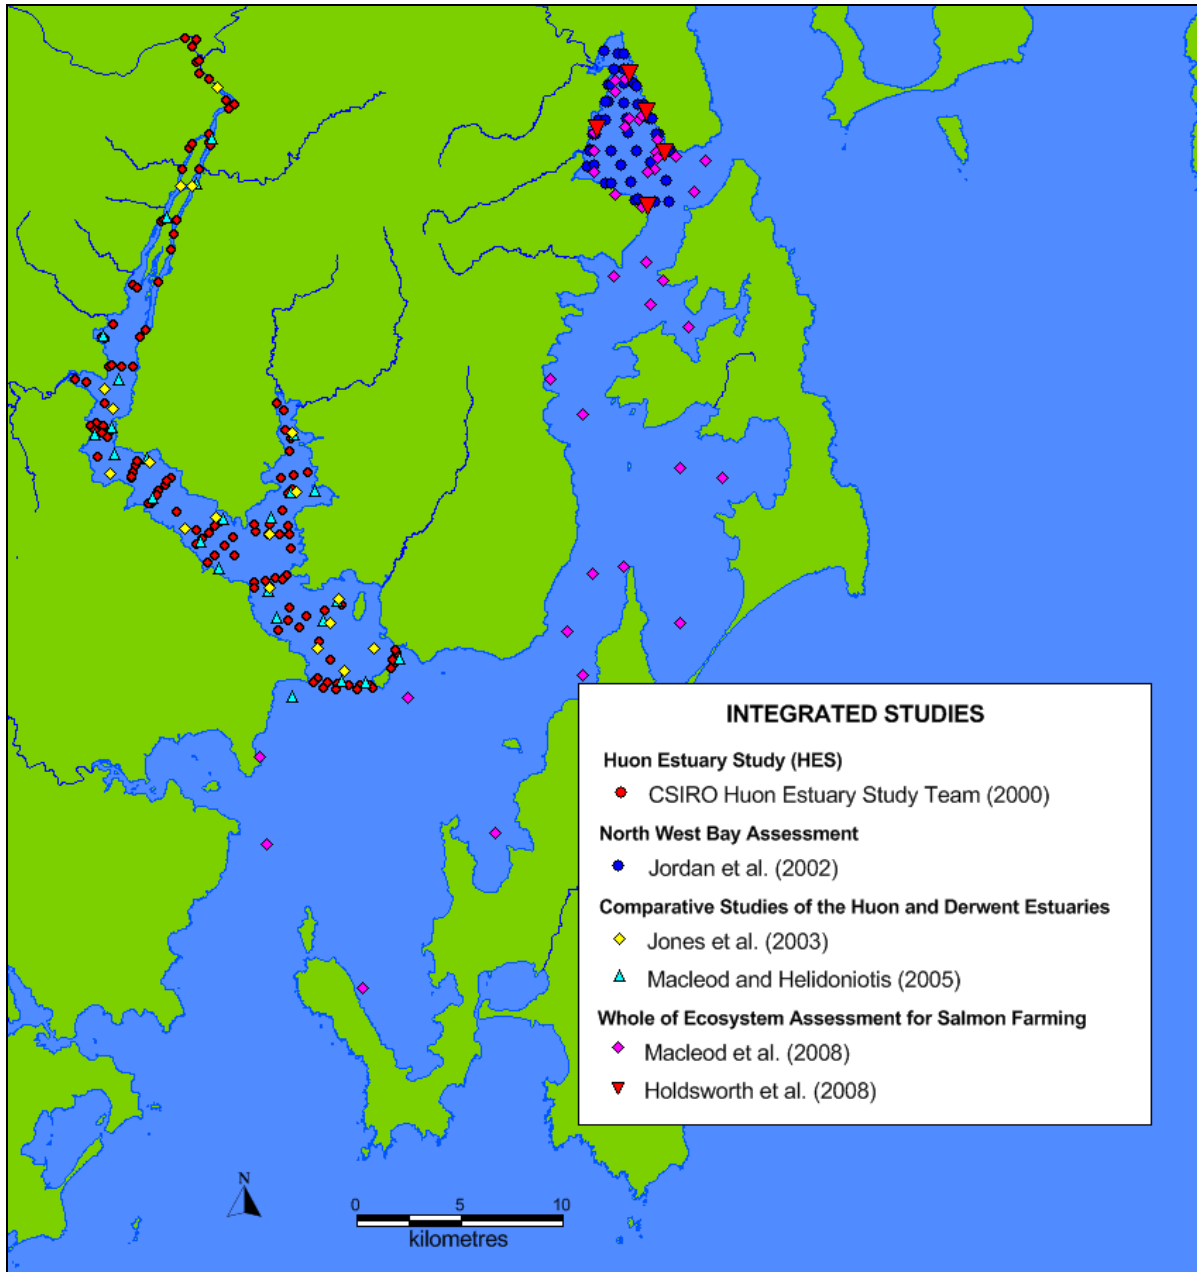 INTEGRATED STUDIES
Huon Estuary Study (HES)
CSIRO Huon Estuary Study Team (2000)
North West Bay Assessment
Jordan et al. (2002)
Comparative Studies of the Huon and Derwent Estuaries
Jones et al. (2003)
Macleod and Helidoniotis (2005)
Whole of Ecosystem Assessment for Salmon Farming
Macleod et al. (2008)
Holdsworth et al. (2008)
N
0 5 10
kilometres